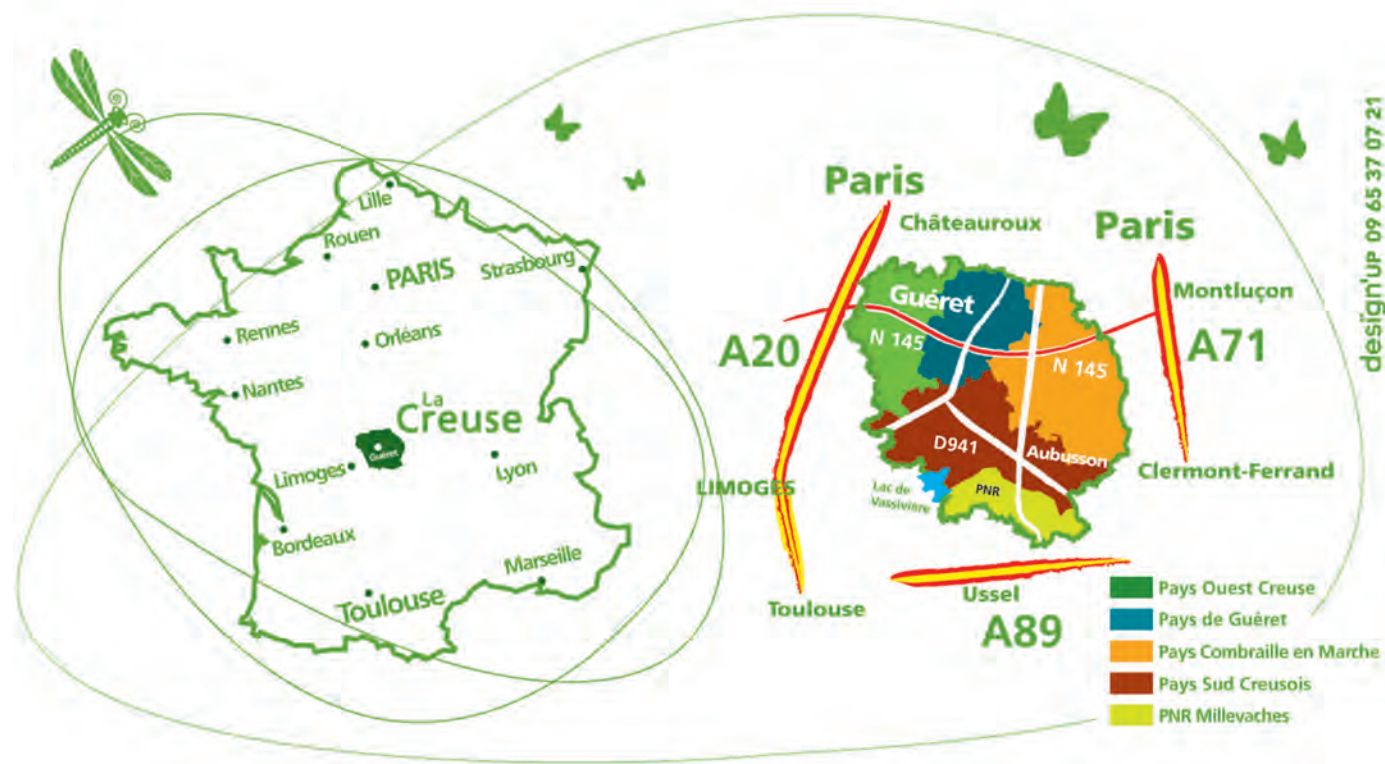 Lille
Rouen
PARIS
Strasbourg
Rennes
Orléans
Nantes
La
Creuse
Guéret
Limoges
Lyon
Bordeaux
Marseille
Toulouse
Paris
Châteauroux
Paris
Guéret
Montluçon
A20
N 145
N 145
A71
D941
Aubusson
Clermont-Ferrand
LIMOGES
Lac de
Vassivière
PNR
Toulouse
Ussel
A89
Pays Ouest Creuse
Pays de Guéret
Pays Combraille en Marche
Pays Sud Creusois
PNR Millevaches
design'UP 09 65 37 07 21